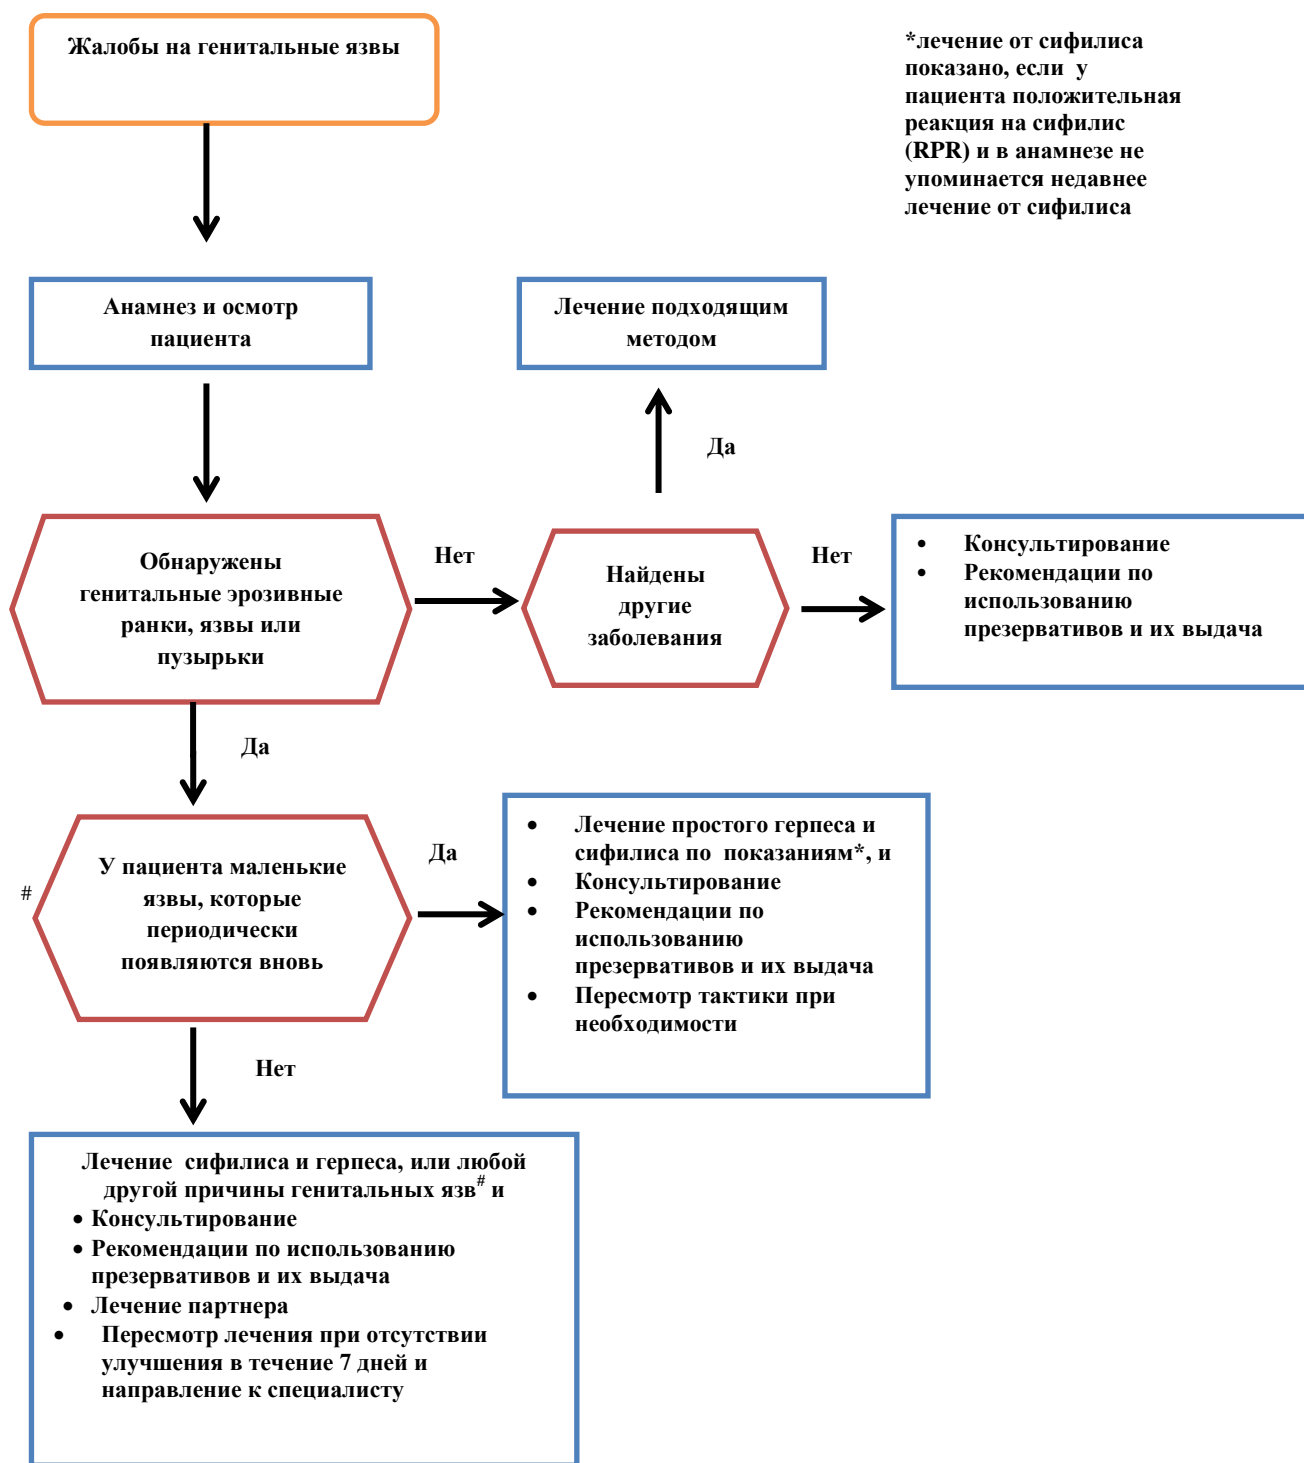 Жалобы на генитальные язвы
*лечение от сифилиса
показано, если у
пациента положительная
реакция на сифилис
(RPR) и в анамнезе не
упоминается недавнее
лечение от сифилиса
Анамнез и осмотр
пациента
Лечение подходящим
методом
Да
Обнаружены
генитальные эрозивные
ранки, язвы или
пузырьки
Нет
Найдены
другие
заболевания
Нет
• Консультирование
• Рекомендации по
использованию
презервативов и их выдача
Да
#
У пациента маленькие
язвы, которые
периодически
появляются вновь
Да
• Лечение простого герпеса и
сифилиса по показаниям*, и
• Консультирование
• Рекомендации по
использованию
презервативов и их выдача
• Пересмотр тактики при
необходимости
Нет
Лечение сифилиса и герпеса, или любой
другой причины генитальных язв# и
• Консультирование
• Рекомендации по использованию
презервативов и их выдача
• Лечение партнера
• Пересмотр лечения при отсутствии
улучшения в течение 7 дней и
направление к специалисту